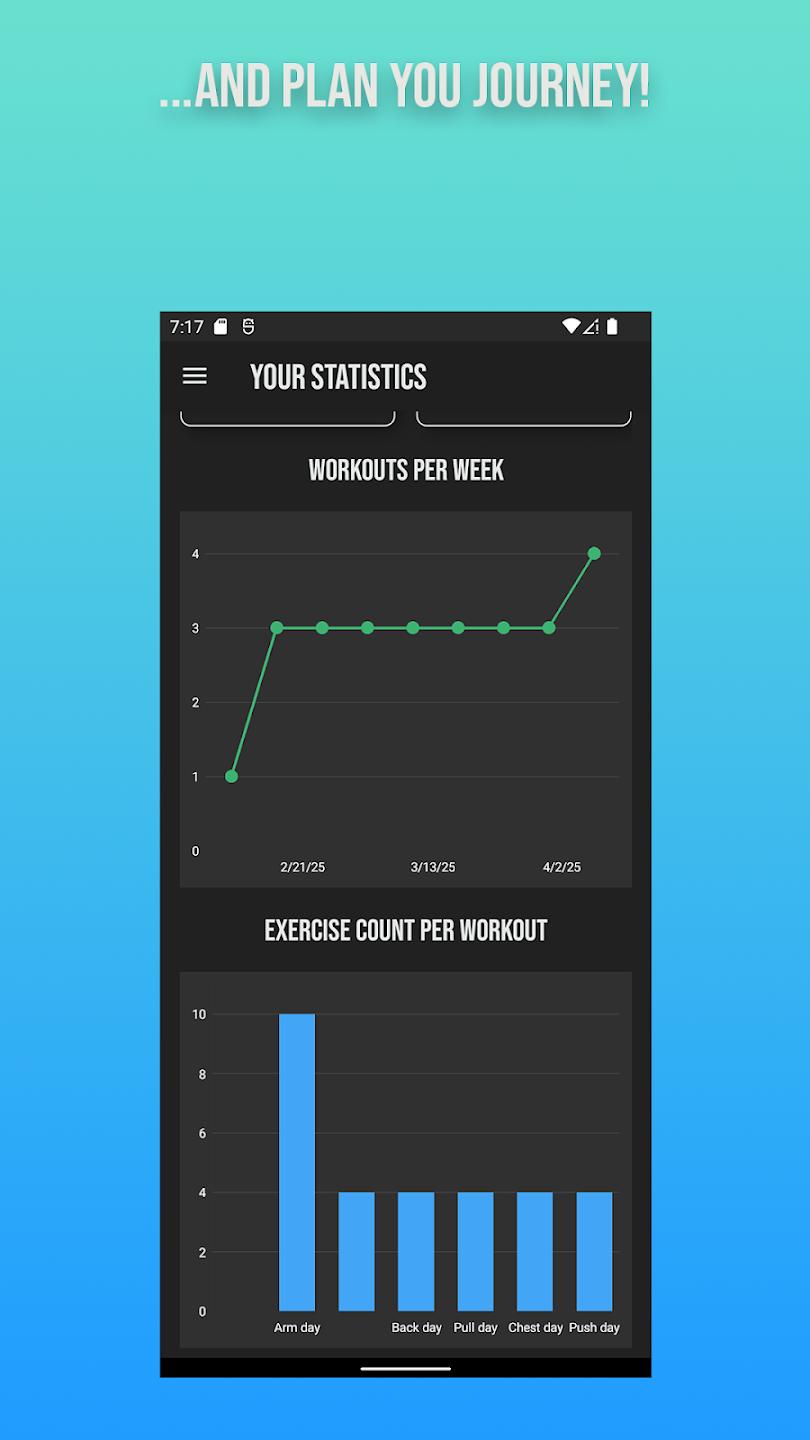 ...AND PLAN YOU JOURNEY!
7:17
YOUR STATISTICS
WORKOUTS PER WEEK
4
3
2
1
0
2/21/25 3/13/25 4/2/25
EXERCISE COUNT PER WORKOUT
10
8
6
4
2
0
Arm day Back day Pull day Chest day Push day